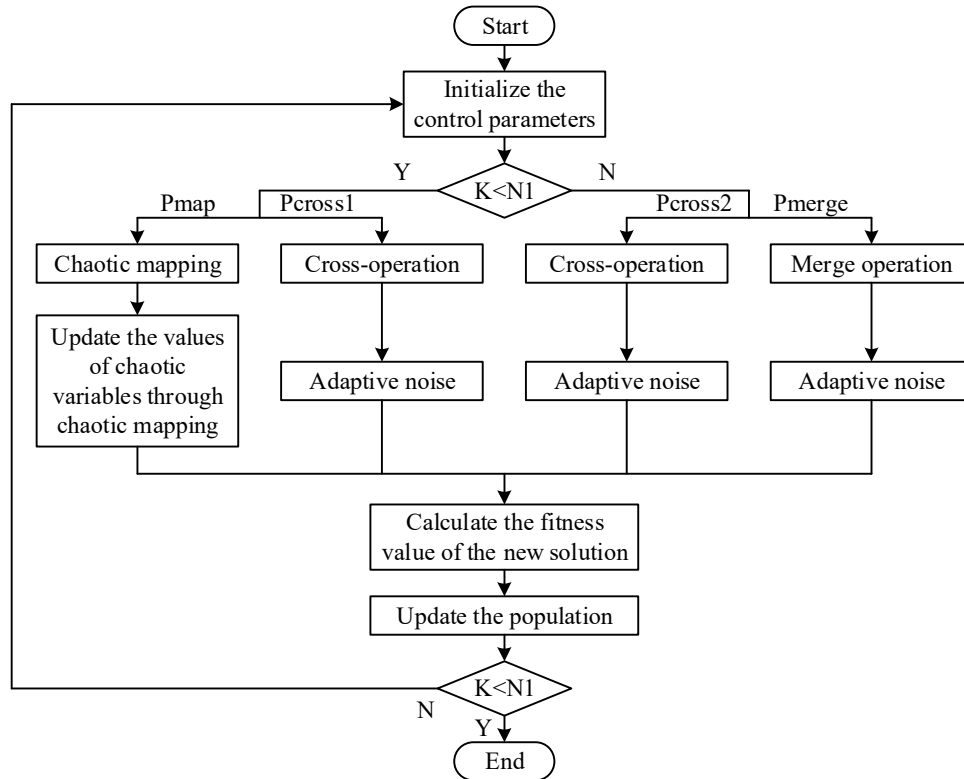 Start
Initialize the
control parameters
Y
K<N1
N
Pmap
Pcross1
Pcross2
Pmerge
Chaotic mapping
Cross-operation
Cross-operation
Merge operation
Update the values
of chaotic
variables through
chaotic mapping
Adaptive noise
Adaptive noise
Adaptive noise
Calculate the fitness
value of the new solution
Update the population
K<N1
N
Y
End